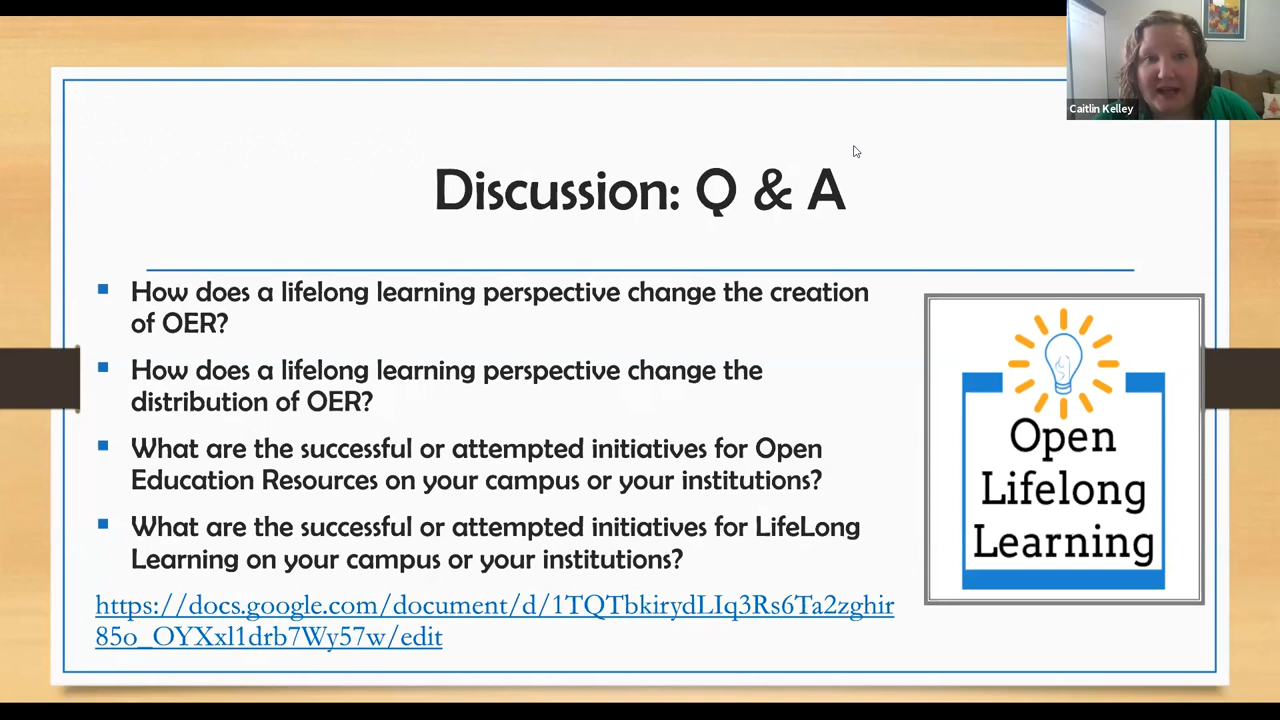 Caitlin Kelley
Discussion: Q & A
How does a lifelong learning perspective change the creation
of OER?
How does a lifelong learning perspective change the
distribution of OER?
What are the successful or attempted initiatives for Open
Education Resources on your campus or your institutions?
What are the successful or attempted initiatives for LifeLong
Learning on your campus or your institutions?
https://docs.google.com/document/d/1TQTbkirydLIq3Rs6Ta2zghir
85o_OYXxl1drb7Wy57w/edit
Open
Lifelong
Learning